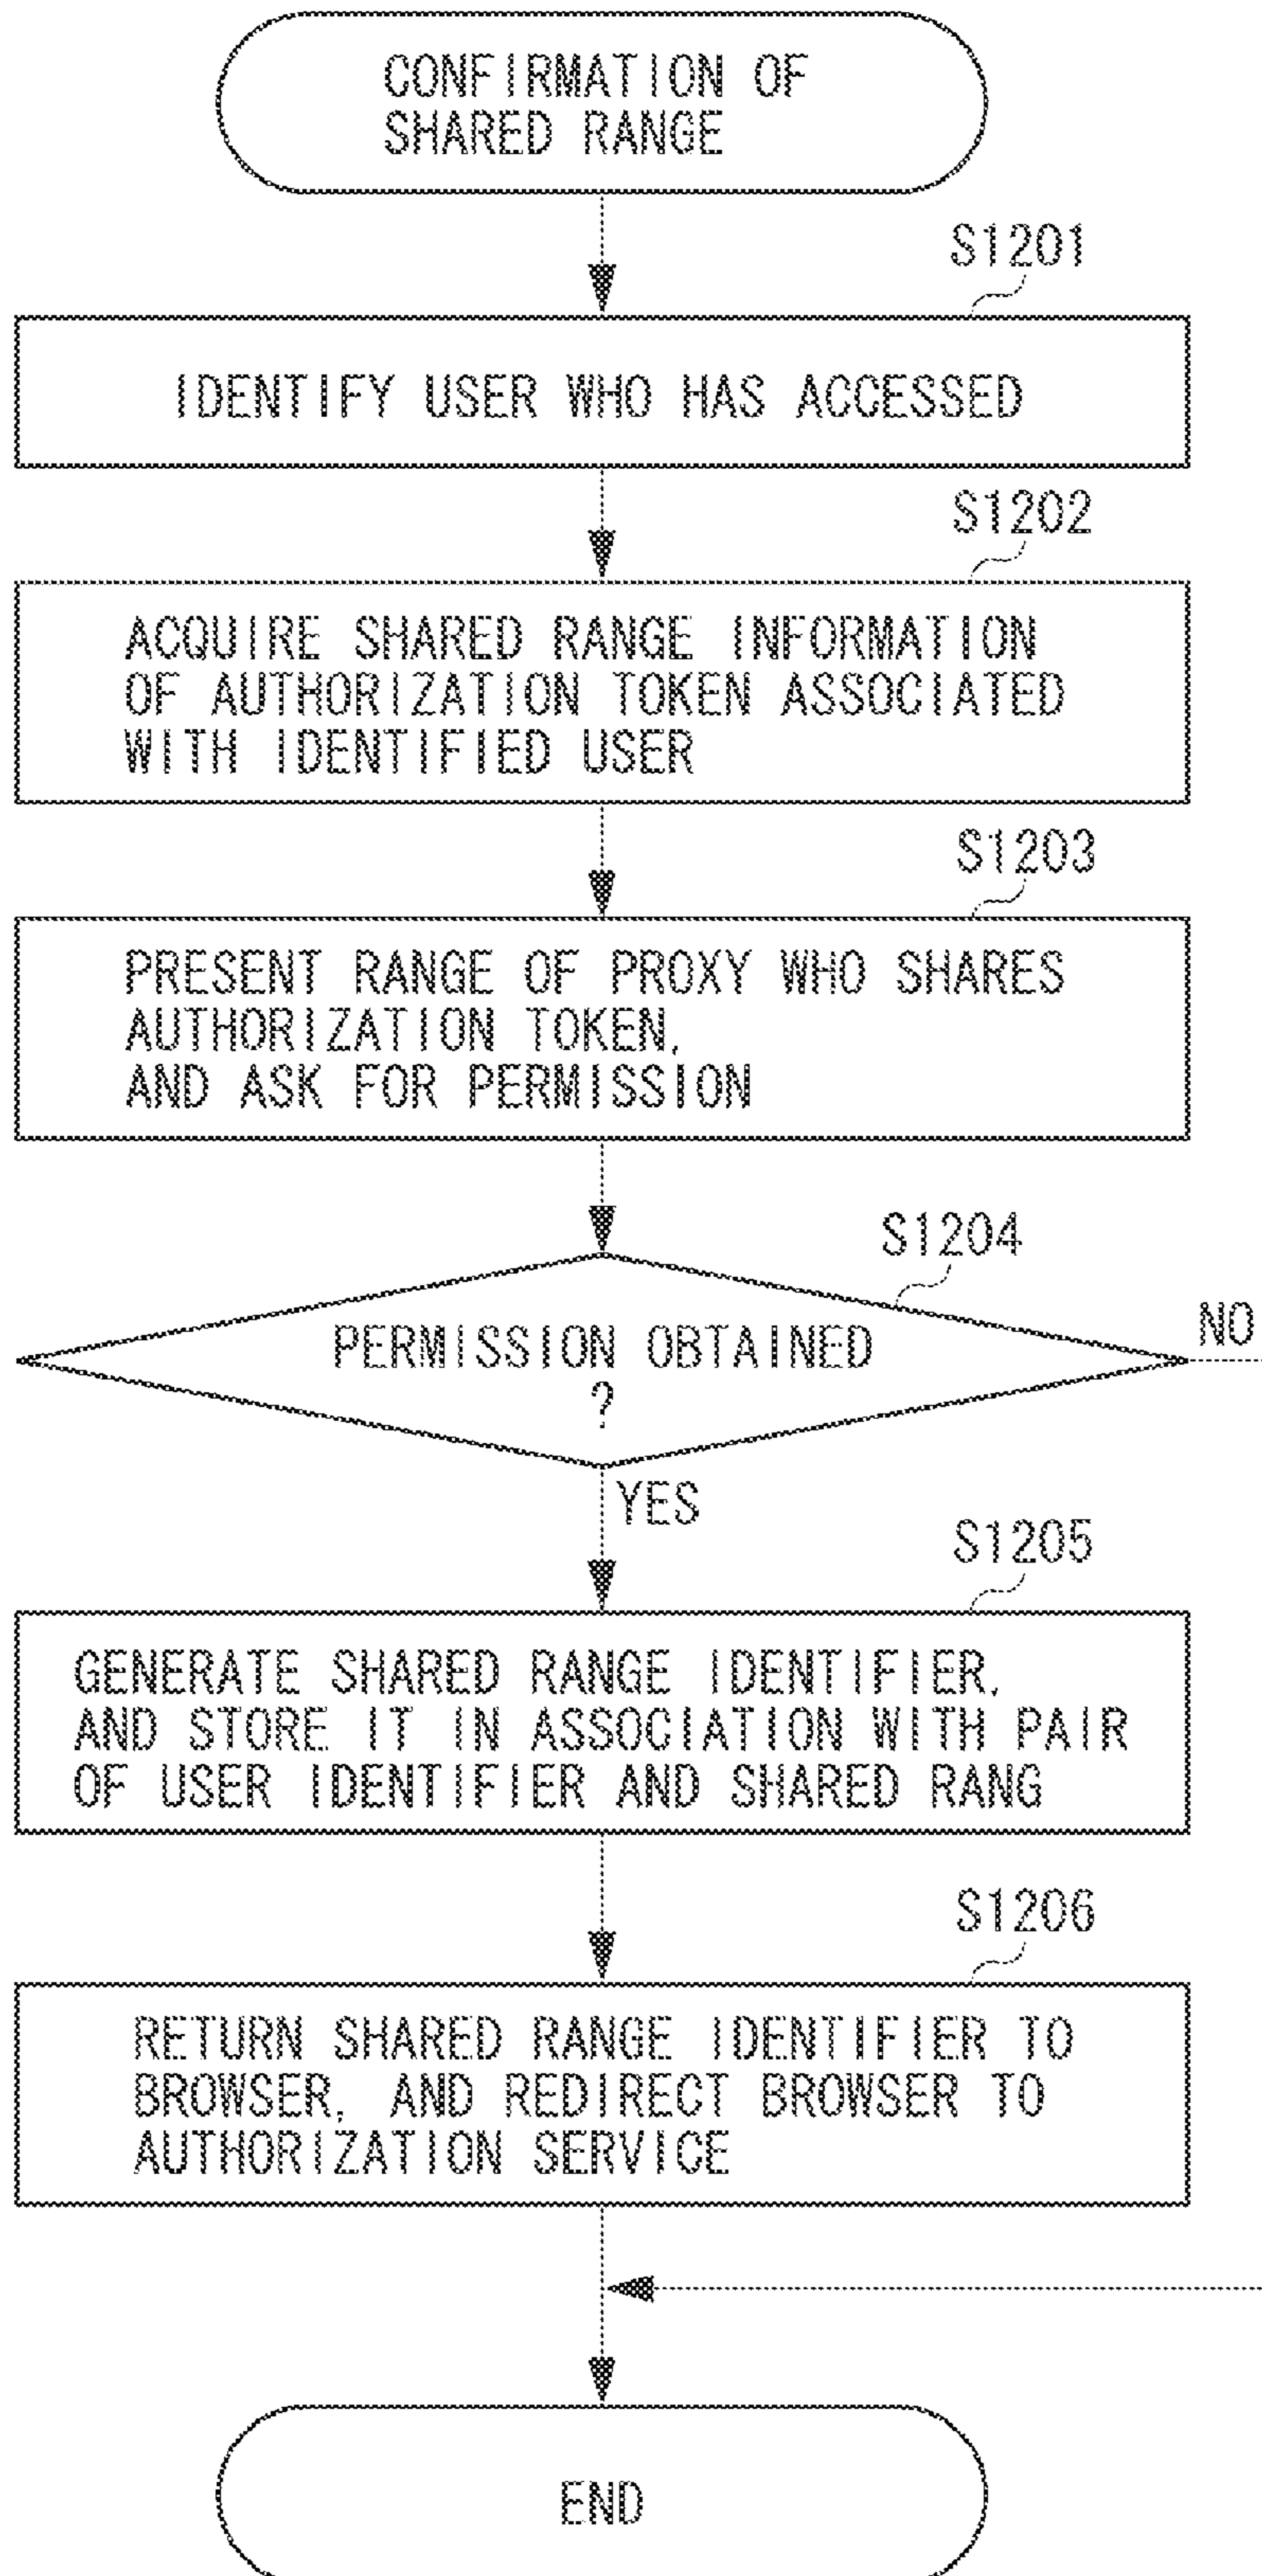 CONFIRMATION OF
SHARED RANGE
S1201
IDENTIFY USER WHO HAS ACCESSED
S1202
ACQUIRE SHARED RANGE INFORMATION
OF AUTHORIZATION TOKEN ASSOCIATED
WITH IDENTIFIED USER
S1203
PRESENT RANGE OF PROXY WHO SHARES
AUTHORIZATION TOKEN,
AND ASK FOR PERMISSION
S1204
NO
PERMISSION OBTAINED
?
YES
S1205
GENERATE SHARED RANGE IDENTIFIER,
AND STORE IT IN ASSOCIATION WITH PAIR
OF USER IDENTIFIER AND SHARED RANG
S1206
RETURN SHARED RANGE IDENTIFIER TO
BROWSER, AND REDIRECT BROWSER TO
AUTHORIZATION SERVICE
END